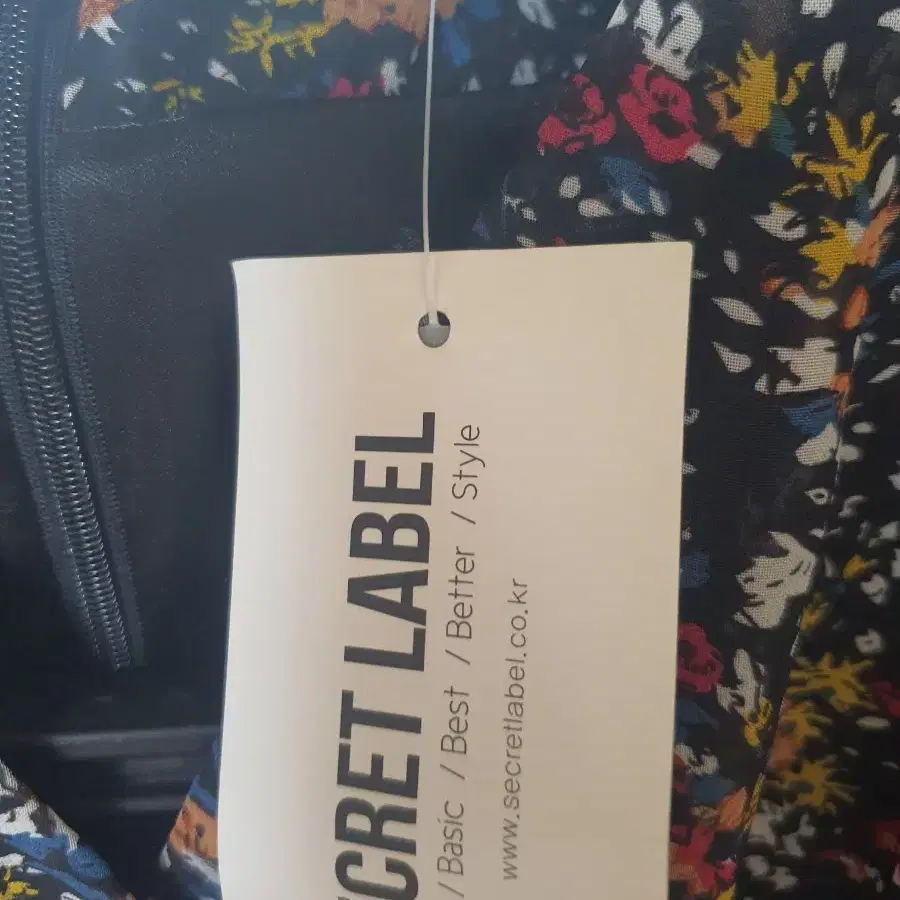 CRET LABEL
/ Basic / Best / Better / Style
www.secretlabel.co.kr